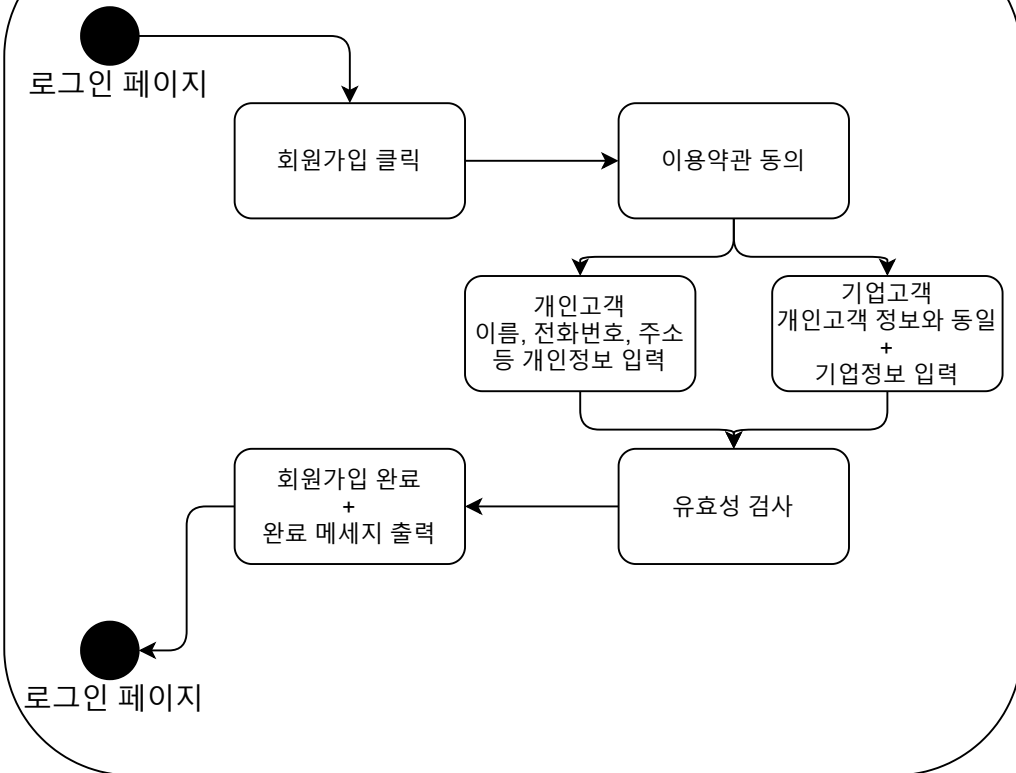 로그인 페이지
회원가입 클릭
이용약관 동의
개인고객
이름, 전화번호, 주소
등 개인정보 입력
기업고객
개인고객 정보와 동일
+
기업정보 입력
유효성 검사
회원가입 완료
+
완료 메세지 출력
로그인 페이지